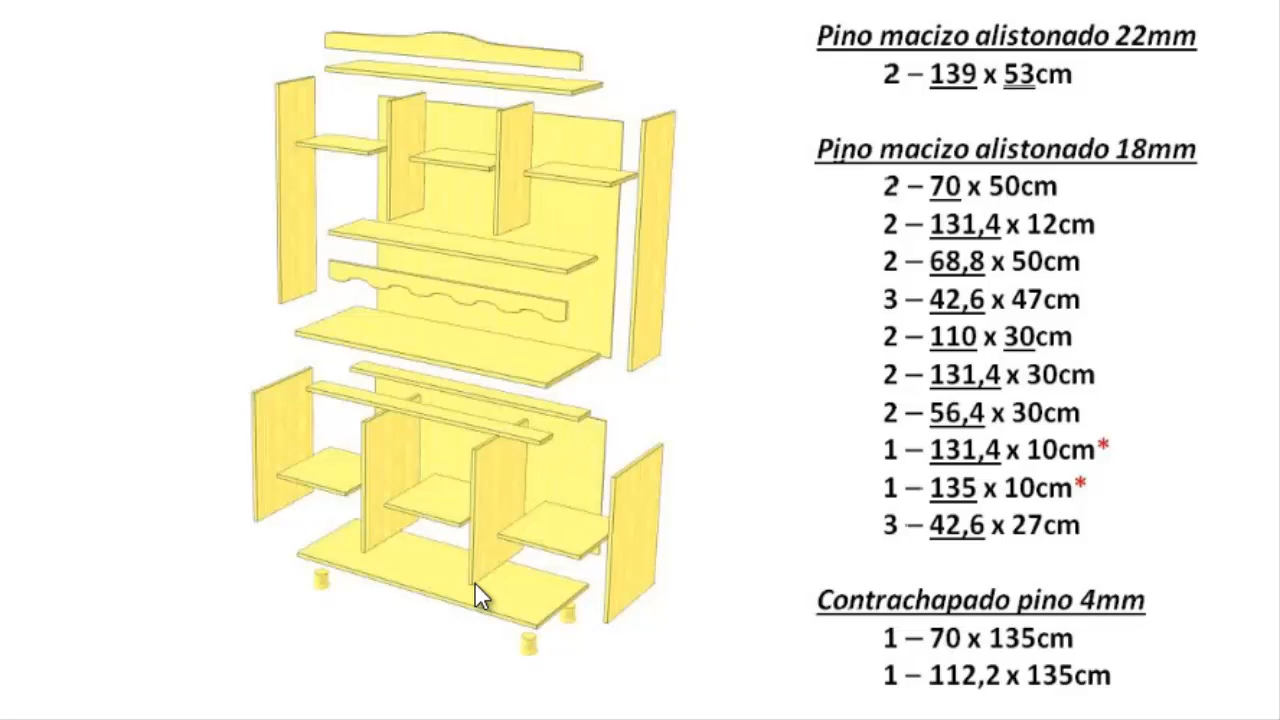 Pino macizo alistonado 22mm
2 – 139 x 53cm
Pino macizo alistonado 18mm
2 – 70 x 50cm
2 – 131,4 x 12cm
2 – 68,8 x 50cm
3 – 42,6 x 47cm
2 – 110 x 30cm
2 – 131,4 x 30cm
2 – 56,4 x 30cm
1 – 131,4 x 10cm*
1 – 135 x 10cm*
3 – 42,6 x 27cm
Contrachapado pino 4mm
1 – 70 x 135cm
1 – 112,2 x 135cm